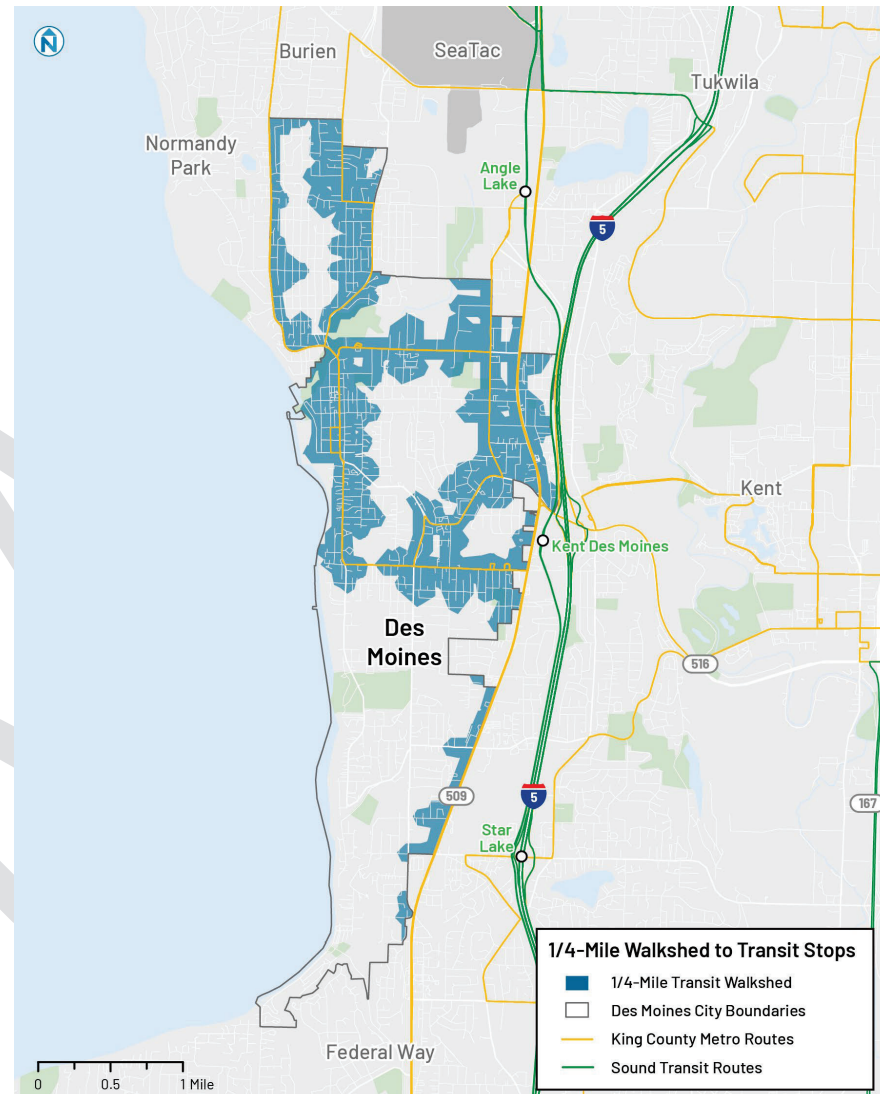 N
Burien
SeaTac
Tukwila
Normandy
Park
Angle
Lake
5
Kent
Kent Des Moines
Des
Moines
516
509
5
167
Star
Lake
1/4-Mile Walkshed to Transit Stops
1/4-Mile Transit Walkshed
Des Moines City Boundaries
King County Metro Routes
Sound Transit Routes
Federal Way
0 0.5 1 Mile